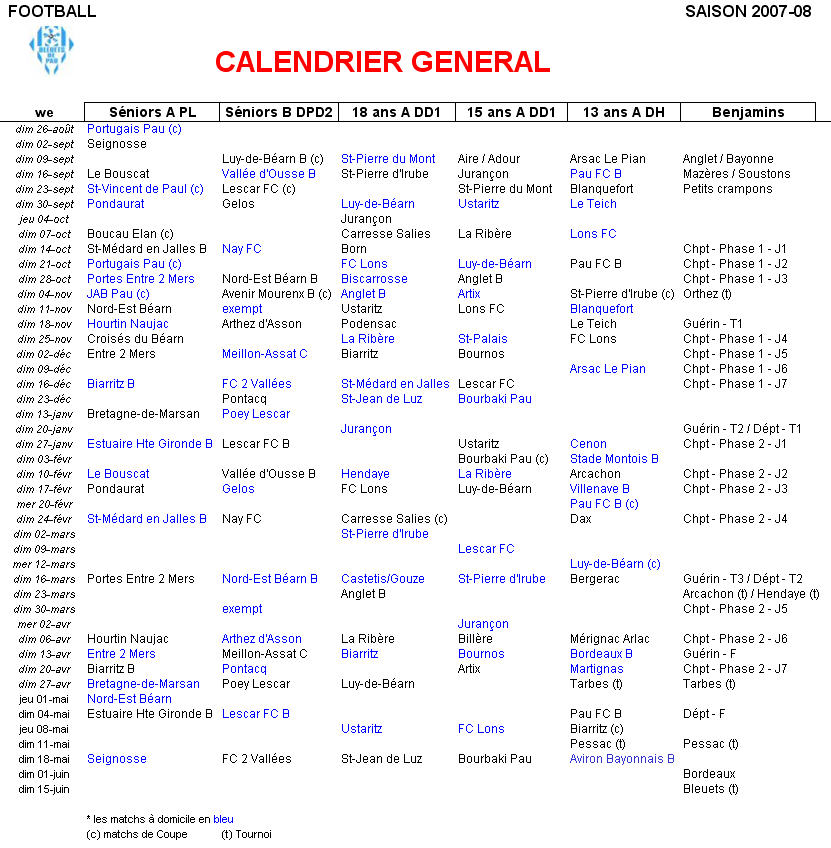 FOOTBALL SAISON 2007-08
BLEUETS DE PAU
CALENDRIER GENERAL
we Séniors A PL Séniors B DPD2 18 ans A DD1 15 ans A DD1 13 ans A DH Benjamins
dim 26-août Portugais Pau (c)
dim 02-sept Seignosse
dim 09-sept Luy-de-Béarn B (c) St-Pierre du Mont Aire / Adour Arsac Le Pian Anglet / Bayonne
dim 16-sept Le Bouscat Vallée d'Ousse B St-Pierre d'Irube Jurançon Pau FC B Mazères / Soustons
dim 23-sept St-Vincent de Paul (c) Lescar FC (c) St-Pierre du Mont Blanquefort Petits crampons
dim 30-sept Pondaurat Gelos Luy-de-Béarn Ustaritz Le Teich
jeu 04-oct Jurançon
dim 07-oct Boucau Elan (c) Carresse Salies La Ribère Lons FC
dim 14-oct St-Médard en Jalles B Nay FC Born Chpt - Phase 1 - J1
dim 21-oct Portugais Pau (c) FC Lons Luy-de-Béarn Pau FC B Chpt - Phase 1 - J2
dim 28-oct Portes Entre 2 Mers Nord-Est Béarn B Biscarrosse Anglet B Chpt - Phase 1 - J3
dim 04-nov JAB Pau (c) Avenir Mourenx B (c) Anglet B Artix St-Pierre d'Irube (c) Orthez (t)
dim 11-nov Nord-Est Béarn exempt Ustaritz Lons FC Blanquefort
dim 18-nov Hourtin Naujac Arthez d'Asson Podensac Le Teich Guérin - T1
dim 25-nov Croisés du Béarn La Ribère St-Palais FC Lons Chpt - Phase 1 - J4
dim 02-déc Entre 2 Mers Meillon-Assat C Biarritz Bournos Chpt - Phase 1 - J5
dim 09-déc Arsac Le Pian Chpt - Phase 1 - J6
dim 16-déc Biarritz B FC 2 Vallées St-Médard en Jalles Lescar FC Chpt - Phase 1 - J7
dim 23-déc Pontacq St-Jean de Luz Bourbaki Pau
dim 13-janv Bretagne-de-Marsan Poey Lescar
dim 20-janv Jurançon Guérin - T2 / Dépt - T1
dim 27-janv Estuaire Hte Gironde B Lescar FC B Ustaritz Cenon Chpt - Phase 2 - J1
dim 03-févr Bourbaki Pau (c) Stade Montois B
dim 10-févr Le Bouscat Vallée d'Ousse B Hendaye La Ribère Arcachon Chpt - Phase 2 - J2
dim 17-févr Pondaurat Gelos FC Lons Luy-de-Béarn Villenave B Chpt - Phase 2 - J3
mer 20-févr Pau FC B (c)
dim 24-févr St-Médard en Jalles B Nay FC Carresse Salies (c) Dax Chpt - Phase 2 - J4
dim 02-mars St-Pierre d'Irube
dim 09-mars Lescar FC
mer 12-mars Luy-de-Béarn (c)
dim 16-mars Portes Entre 2 Mers Nord-Est Béarn B Castetis/Gouze St-Pierre d'Irube Bergerac Guérin - T3 / Dépt - T2
dim 23-mars Anglet B Arcachon (t) / Hendaye (t)
dim 30-mars exempt Chpt - Phase 2 - J5
mer 02-avr Jurançon
dim 06-avr Hourtin Naujac Arthez d'Asson La Ribère Billère Mérignac Arlac Chpt - Phase 2 - J6
dim 13-avr Entre 2 Mers Meillon-Assat C Biarritz Bournos Bordeaux B Guérin - F
dim 20-avr Biarritz B Pontacq Artix Martignas Chpt - Phase 2 - J7
dim 27-avr Bretagne-de-Marsan Poey Lescar Luy-de-Béarn Tarbes (t) Tarbes (t)
jeu 01-mai Nord-Est Béarn
dim 04-mai Estuaire Hte Gironde B Lescar FC B Pau FC B Dépt - F
jeu 08-mai Ustaritz FC Lons Biarritz (c)
dim 11-mai Pessac (t) Pessac (t)
dim 18-mai Seignosse FC 2 Vallées St-Jean de Luz Bourbaki Pau Aviron Bayonnais B
dim 01-juin Bordeaux
dim 15-juin Bleuets (t)
* les matchs à domicile en bleu
(c) matchs de Coupe (t) Tournoi